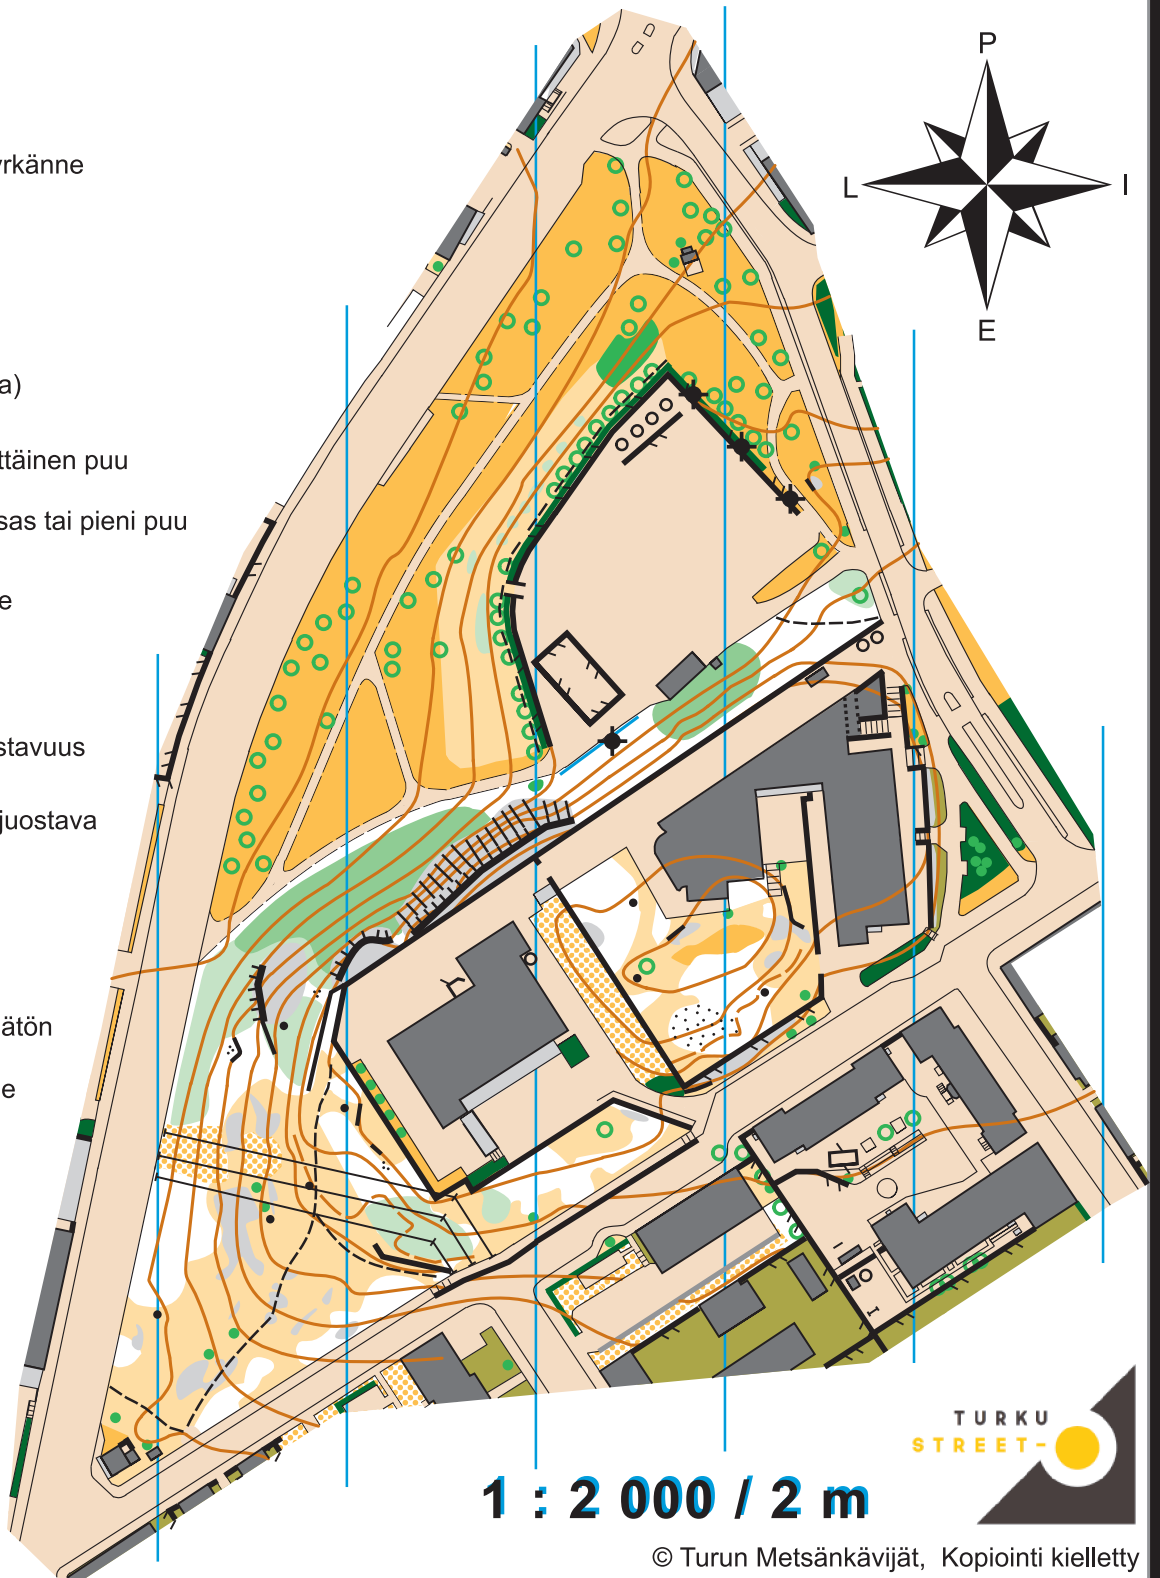 P
L I
E
rkänne
a)
ttäinen puu
sas tai pieni puu
e
stavuus
juostava
ätön
e
TURKU
STREET-
1 : 2 000 / 2 m
© Turun Metsänkävijät, Kopiointi kielletty